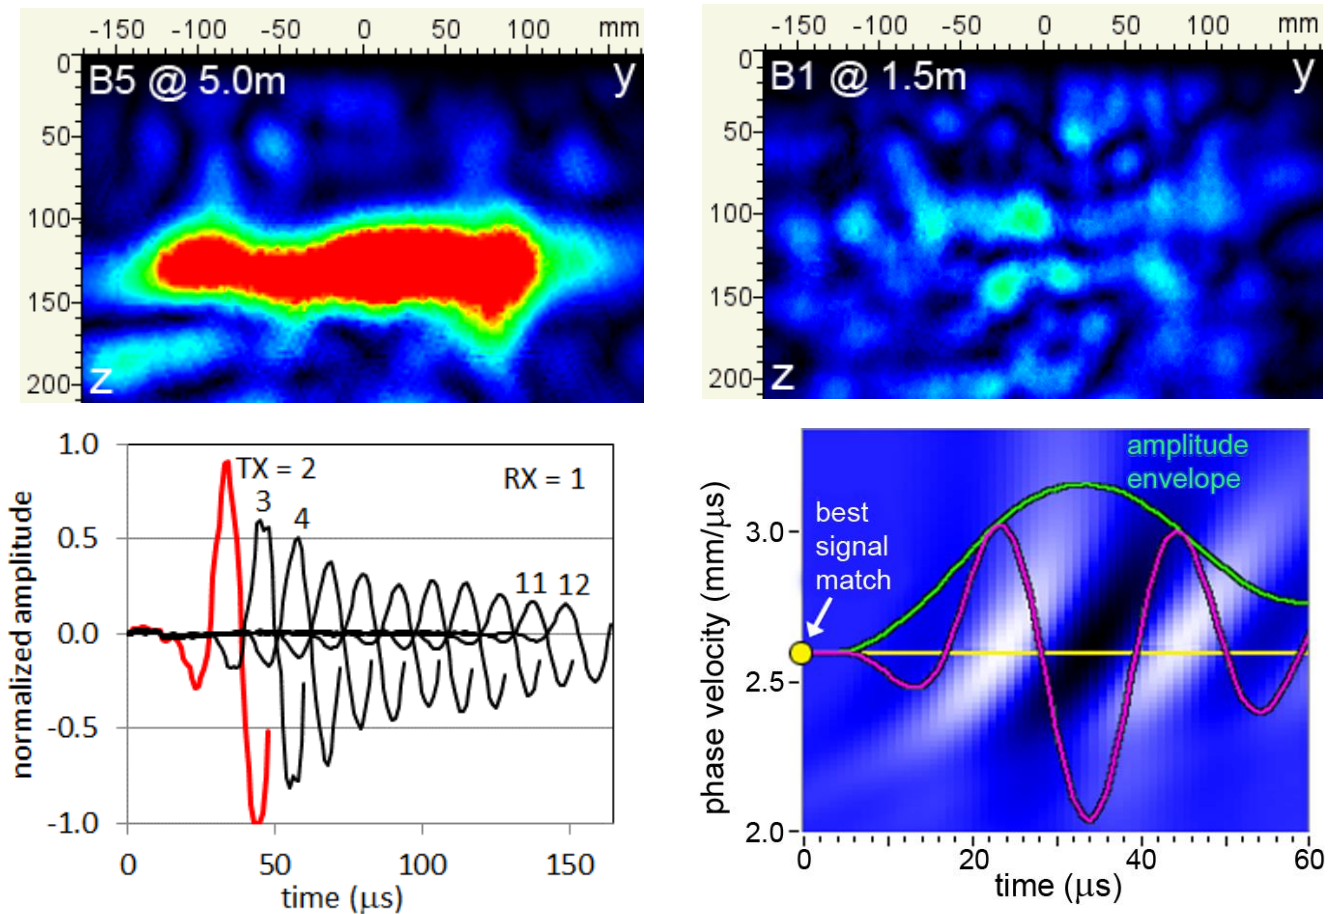 -150 -100 -50 0 50 100 mm
0
B5 @ 5.0m y
50
100
150
200
z
-150 -100 -50 0 50 100 mm
0
B1 @ 1.5m y
50
100
150
200
z
1.0
0.5
0.0
-0.5
-1.0
normalized amplitude
TX = 2
RX = 1
3
4
11 12
0 50 100 150
time (μs)
amplitude
envelope
best
signal
match
phase velocity (mm/μs)
3.0
2.5
2.0
0 20 40 60
time (μs)